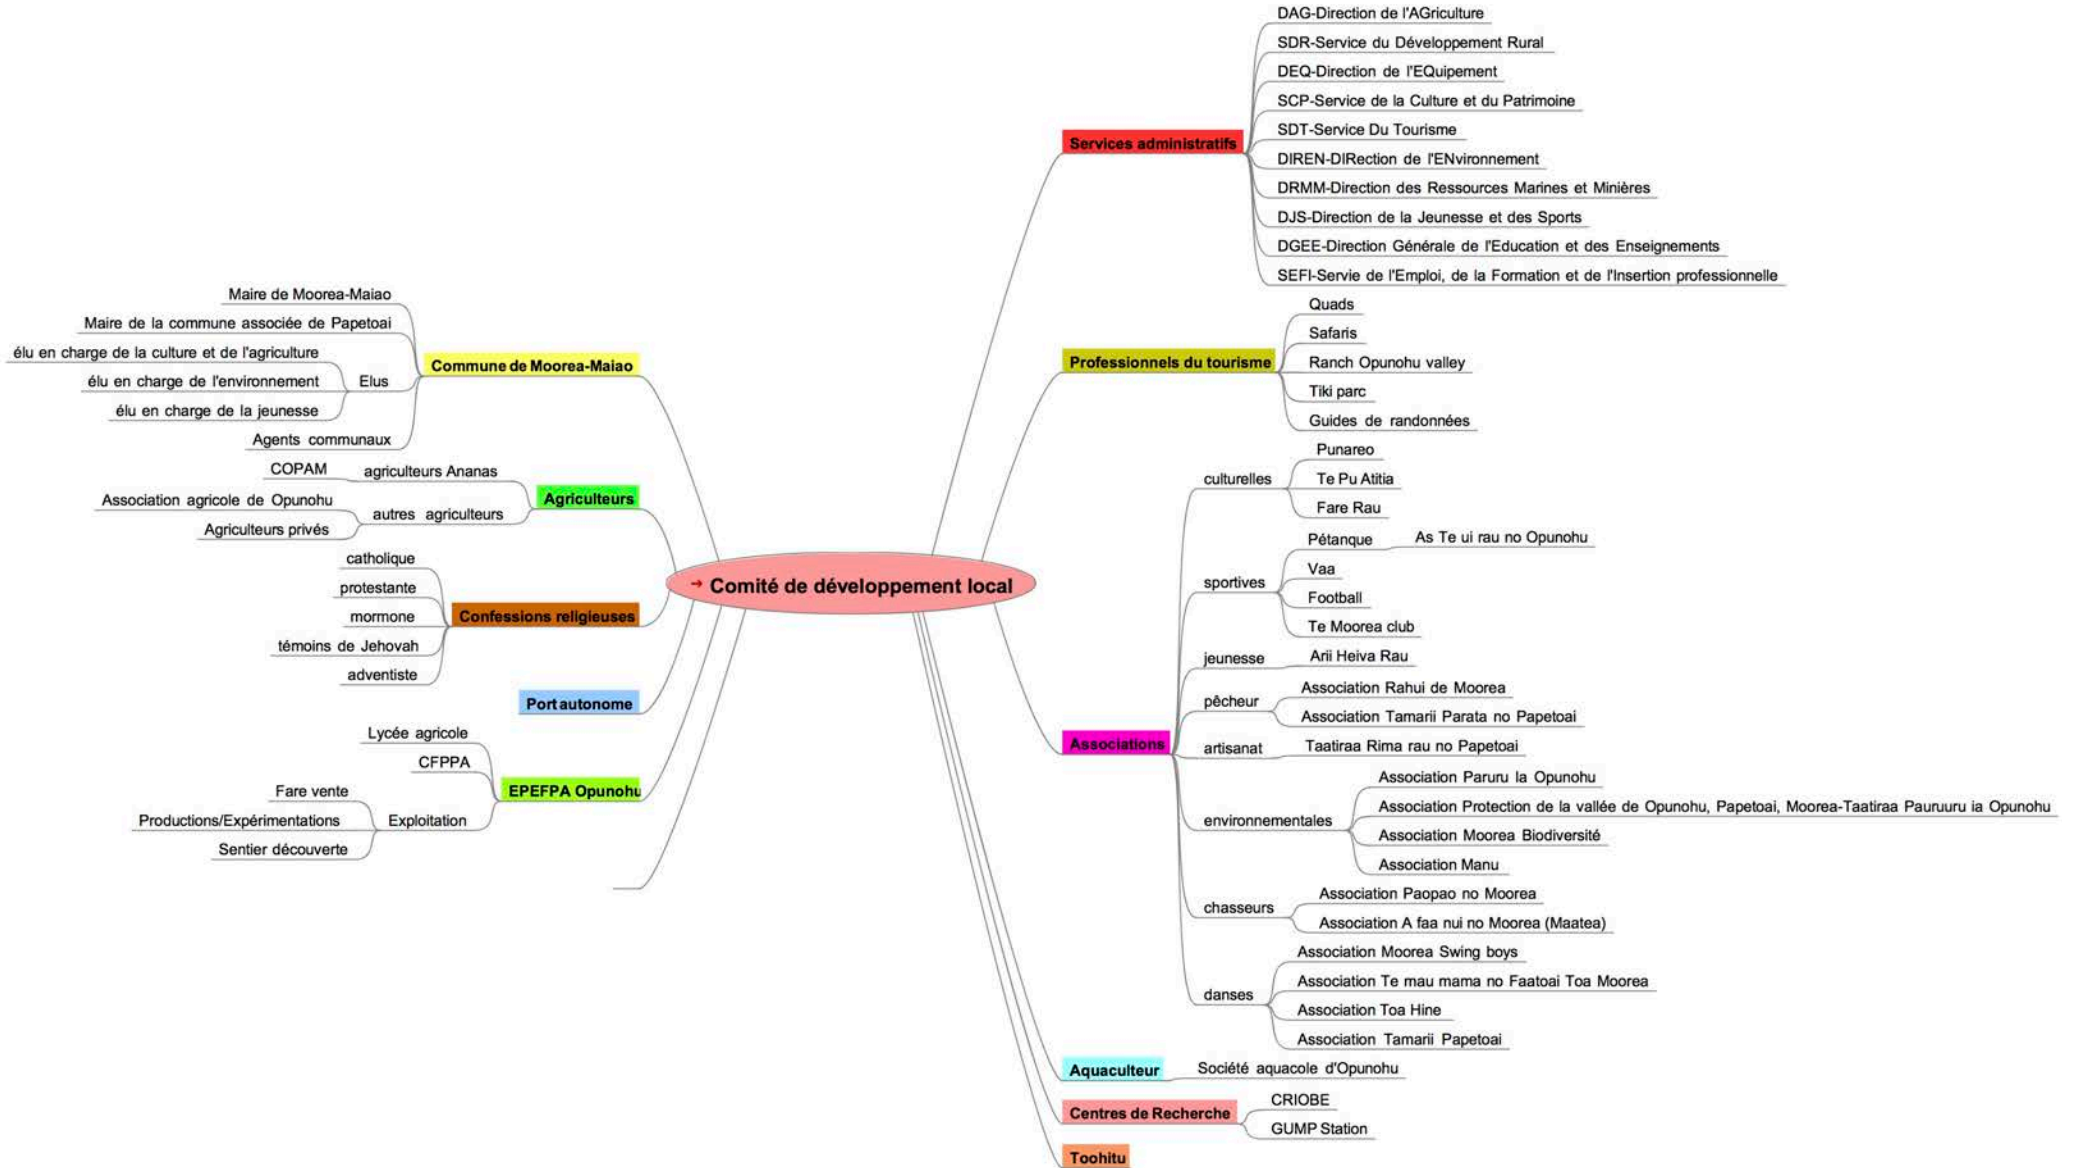 Comité de développement local
Commune de Moorea-Maiao
Maire de Moorea-Maiao
Maire de la commune associée de Papetoai
Elus
élu en charge de la culture et de l'agriculture
élu en charge de l'environnement
élu en charge de la jeunesse
Agents communaux
Agriculteurs
agriculteurs Ananas
COPAM
autres agriculteurs
Association agricole de Opunohu
Agriculteurs privés
Confessions religieuses
catholique
protestante
mormone
témoins de Jehovah
adventiste
Port autonome
EPEFPA Opunohu
Lycée agricole
CFPPA
Exploitation
Fare vente
Productions/Expérimentations
Sentier découverte
Services administratifs
DAG-Direction de l'AGriculture
SDR-Service du Développement Rural
DEQ-Direction de l'EQuipement
SCP-Service de la Culture et du Patrimoine
SDT-Service Du Tourisme
DIREN-DIRection de l'ENvironnement
DRMM-Direction des Ressources Marines et Minières
DJS-Direction de la Jeunesse et des Sports
DGEE-Direction Générale de l'Education et des Enseignements
SEFI-Servie de l'Emploi, de la Formation et de l'Insertion professionnelle
Professionnels du tourisme
Quads
Safaris
Ranch Opunohu valley
Tiki parc
Guides de randonnées
Associations
culturelles
Punareo
Te Pu Atitia
Fare Rau
sportives
Pétanque
As Te ui rau no Opunohu
Vaa
Football
Te Moorea club
jeunesse
Arii Heiva Rau
pêcheur
Association Rahui de Moorea
Association Tamarii Parata no Papetoai
artisanat
Taatiraa Rima rau no Papetoai
environnementales
Association Paruru Ia Opunohu
Association Protection de la vallée de Opunohu, Papetoai, Moorea-Taatiraa Pauruuru ia Opunohu
Association Moorea Biodiversité
Association Manu
chasseurs
Association Paopao no Moorea
Association A faa nui no Moorea (Maatea)
danses
Association Moorea Swing boys
Association Te mau mama no Faatoai Toa Moorea
Association Toa Hine
Association Tamarii Papetoai
Aquaculteur
Société aquacole d'Opunohu
Centres de Recherche
CRIOBE
GUMP Station
Toohitu